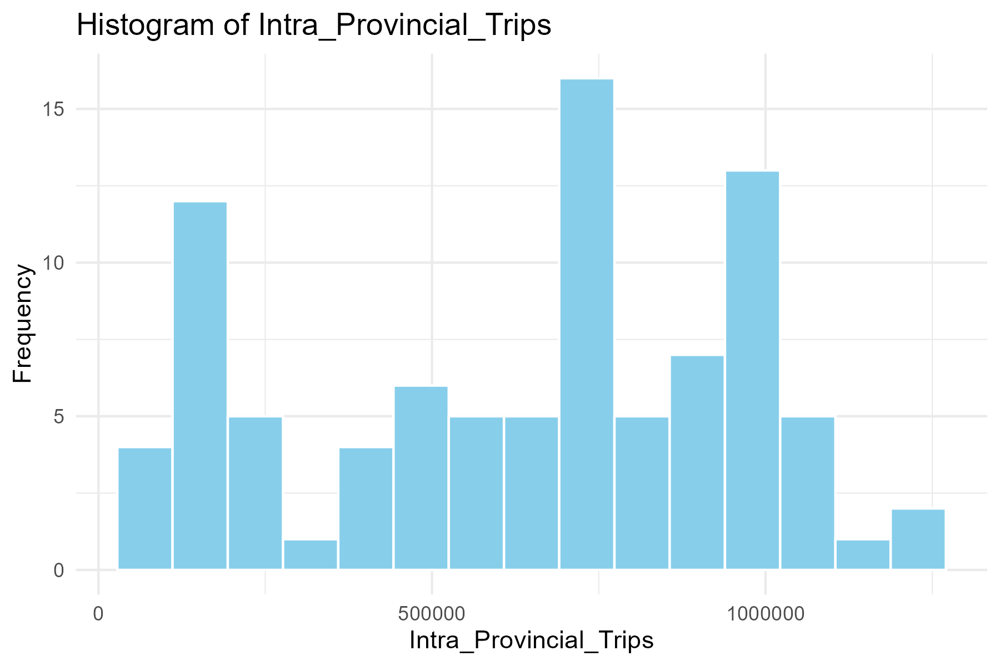 Histogram of Intra_Provincial_Trips
15
10
5
0
Frequency
0 500000 1000000
Intra_Provincial_Trips